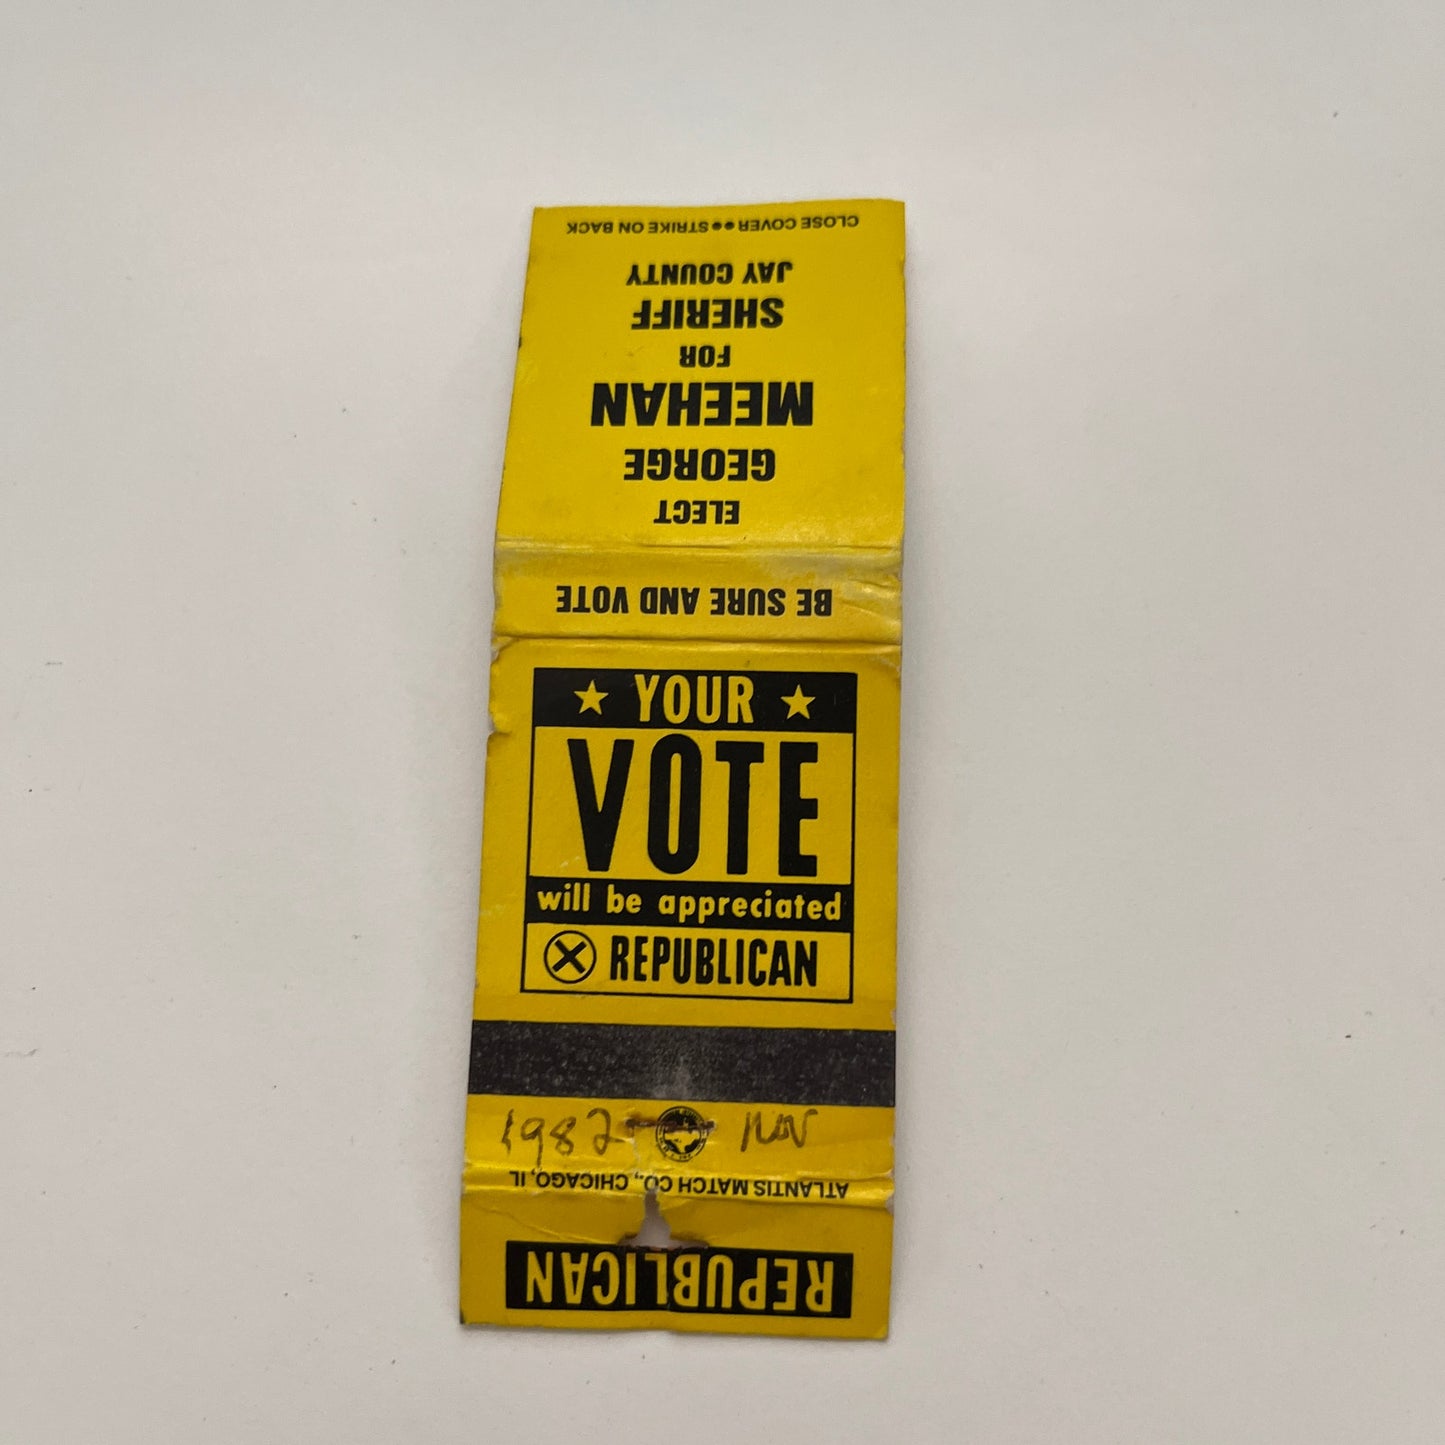 CLOSE COVER●●STRIKE ON BACK
JAY COUNTY
SHERIFF
FOR
MEEHAN
GEORGE
ELECT
BE SURE AND VOTE
★ YOUR ★
VOTE
will be appreciated
REPUBLICAN
1982 Nov
ATLANTIS MATCH CO., CHICAGO, IL
REPUBLICAN